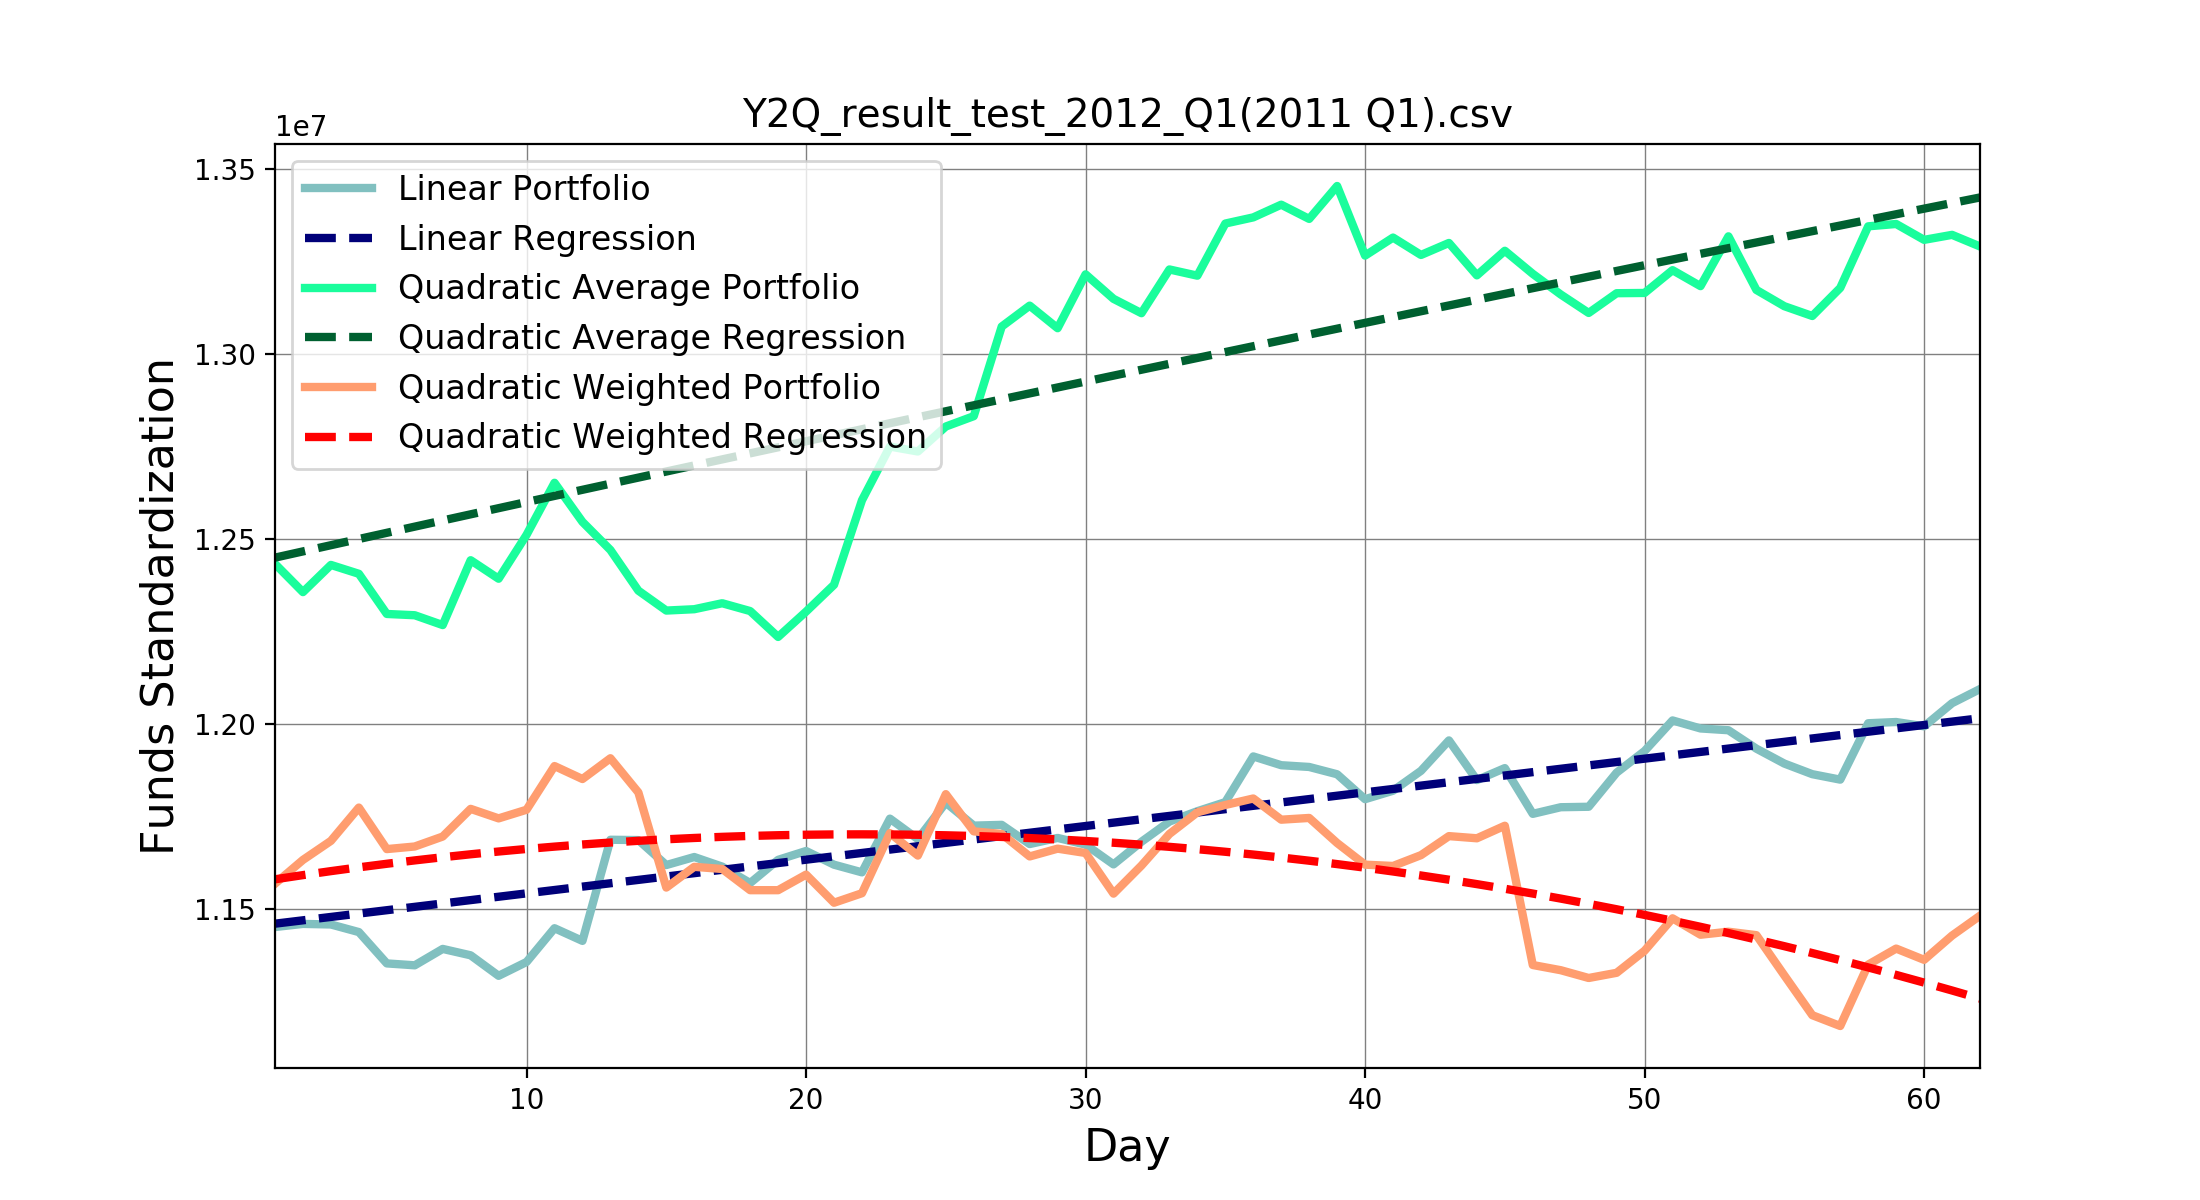 Y2Q_result_test_2012_Q1(2011 Q1).csv
1e7
1.35
1.30
1.25
1.20
1.15
Funds Standardization
Linear Portfolio
Linear Regression
Quadratic Average Portfolio
Quadratic Average Regression
Quadratic Weighted Portfolio
Quadratic Weighted Regression
10 20 30 40 50 60
Day